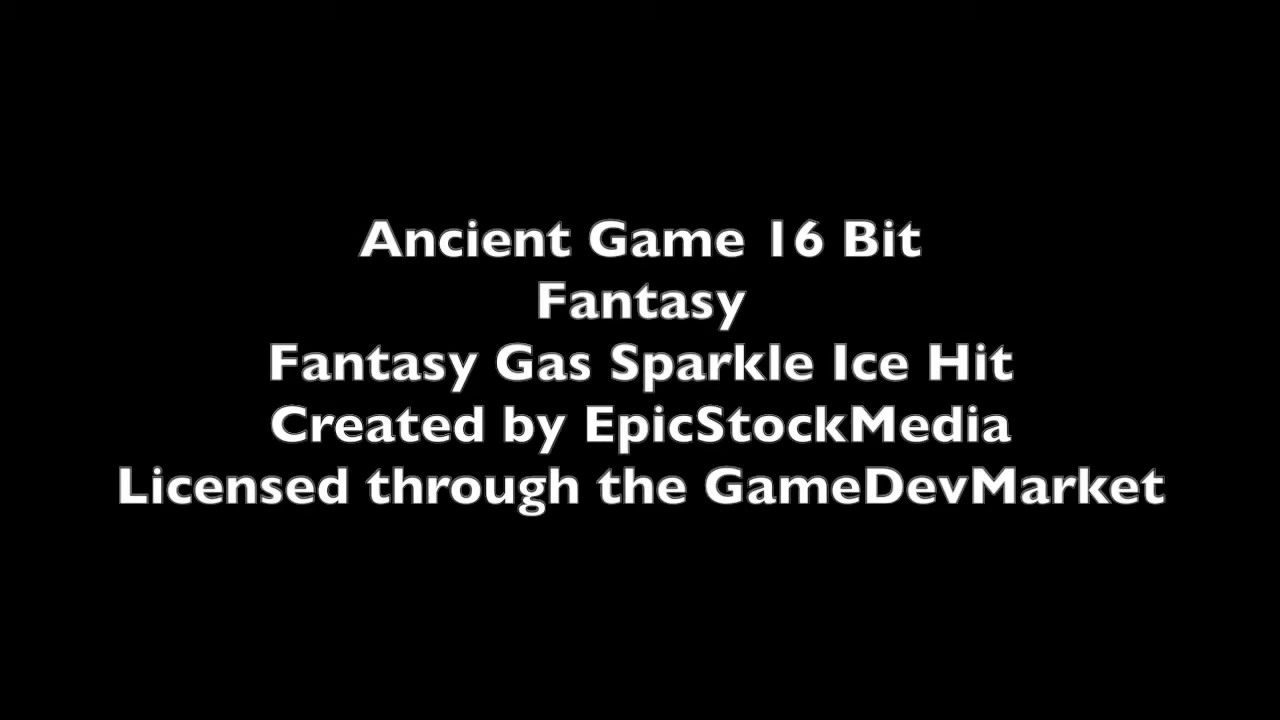 Ancient Game 16 Bit
Fantasy
Fantasy Gas Sparkle Ice Hit
Created by EpicStockMedia
Licensed through the GameDevMarket